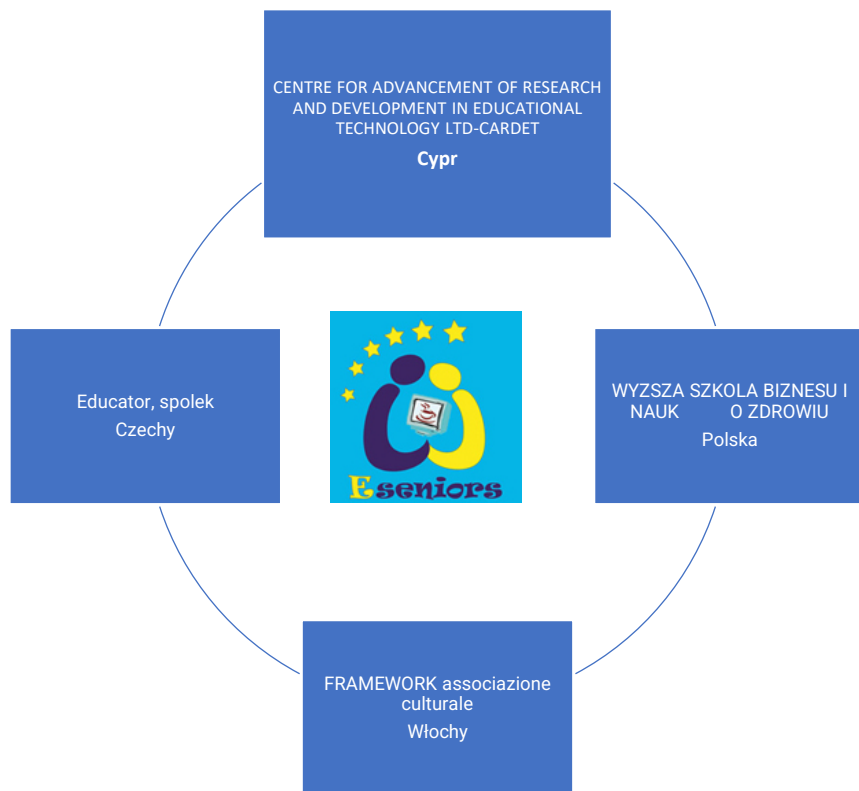 CENTRE FOR ADVANCEMENT OF RESEARCH
AND DEVELOPMENT IN EDUCATIONAL
TECHNOLOGY LTD-CARDET
Cypr
Educator, spolek
Czechy
WYZSZA SZKOLA BIZNESU I
NAUK O ZDROWIU
Polska
E seniors
FRAMEWORK associazione
culturale
Włochy